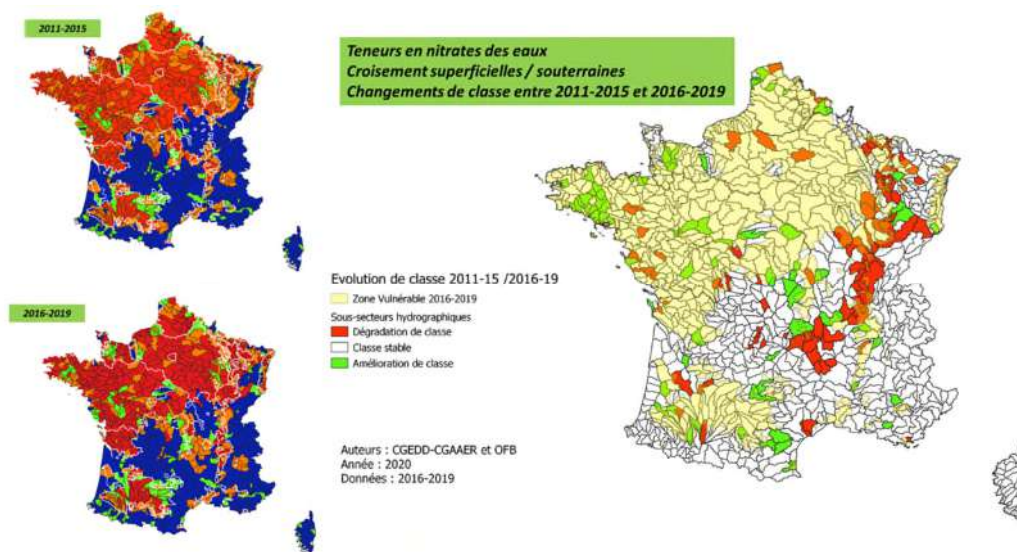 2011-2015
Teneurs en nitrates des eaux
Croisement superficielles / souterraines
Changements de classe entre 2011-2015 et 2016-2019
2016-2019
Evolution de classe 2011-15 /2016-19
Zone Vulnérable 2016-2019
Sous-secteurs hydrographiques
Dégradation de classe
Classe stable
Amélioration de classe
Auteurs : CGEDD-CGAAER et OFB
Année : 2020
Données : 2016-2019